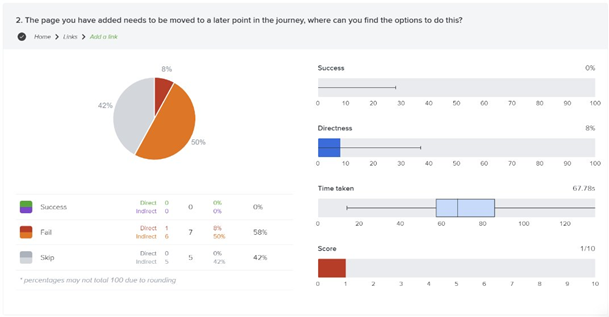 2. The page you have added needs to be moved to a later point in the journey, where can you find the options to do this?
Home > Links > Add a link
8%
42%
50%
Success Direct 0 0 0% 0%
Indirect 0 0%
Fail Direct 1 7 8% 58%
Indirect 6 50%
Skip Direct 0 5 0% 42%
Indirect 5 42%
* percentages may not total 100 due to rounding
Success 0%
0 10 20 30 40 50 60 70 80 90 100
Directness 8%
0 10 20 30 40 50 60 70 80 90 100
Time taken 67.78s
0 20 40 60 80 100 120
Score 1/10
0 1 2 3 4 5 6 7 8 9 10